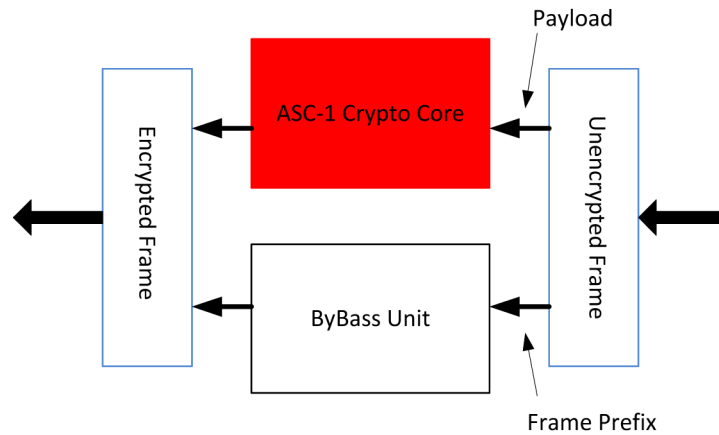 Payload
ASC-1 Crypto Core
Encrypted Frame
Unencrypted Frame
ByBass Unit
Frame Prefix